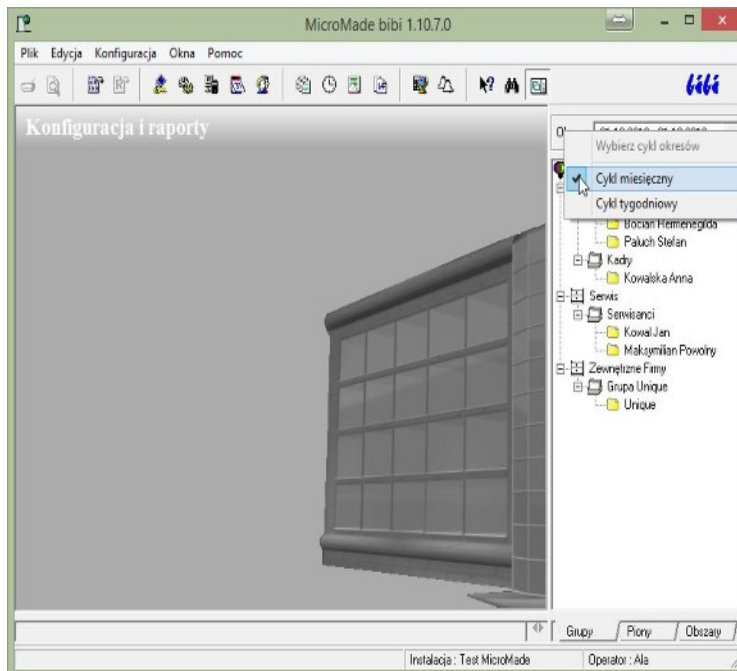 MicroMade bibi 1.10.7.0
Plik Edycja Konfiguracja Okna Pomoc
bibi
Konfiguracja i raporty
Wybierz cykl okresów
Cykl miesięczny
Cykl tygodniowy
Bocian Hermenegilda
Paluch Stefan
Kadry
Kowalska Anna
Serwis
Serwisanci
Kowal Jan
Maksymilian Powolny
Zewnętrzne Firmy
Grupa Unique
Unique
Grupy Piony Obszary
Instalacja : Test MicroMade Operator : Ala